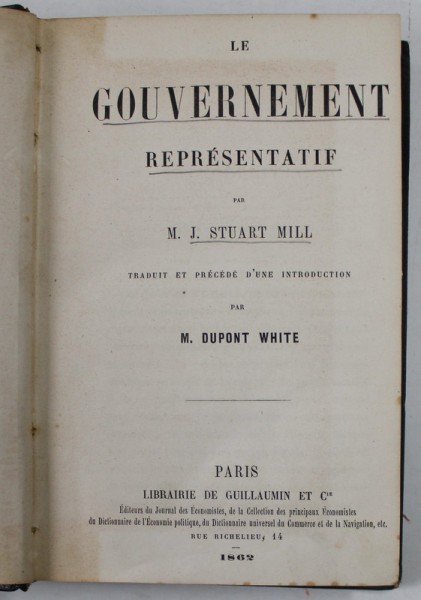 LE
GOUVERNEMENT
REPRÉSENTATIF
PAR
M. J. STUART MILL
TRADUIT ET PRÉCÉDÉ D'UNE INTRODUCTION
PAR
M. DUPONT WHITE
PARIS
LIBRAIRIE DE GUILLAUMIN ET Cie
Éditeurs du Journal des Économistes, de la Collection des principaux Économistes
du Dictionnaire de l'Économie politique, du Dictionnaire universel du Commerce et de la Navigation, etc.
RUE RICHELIEU, 14
1862